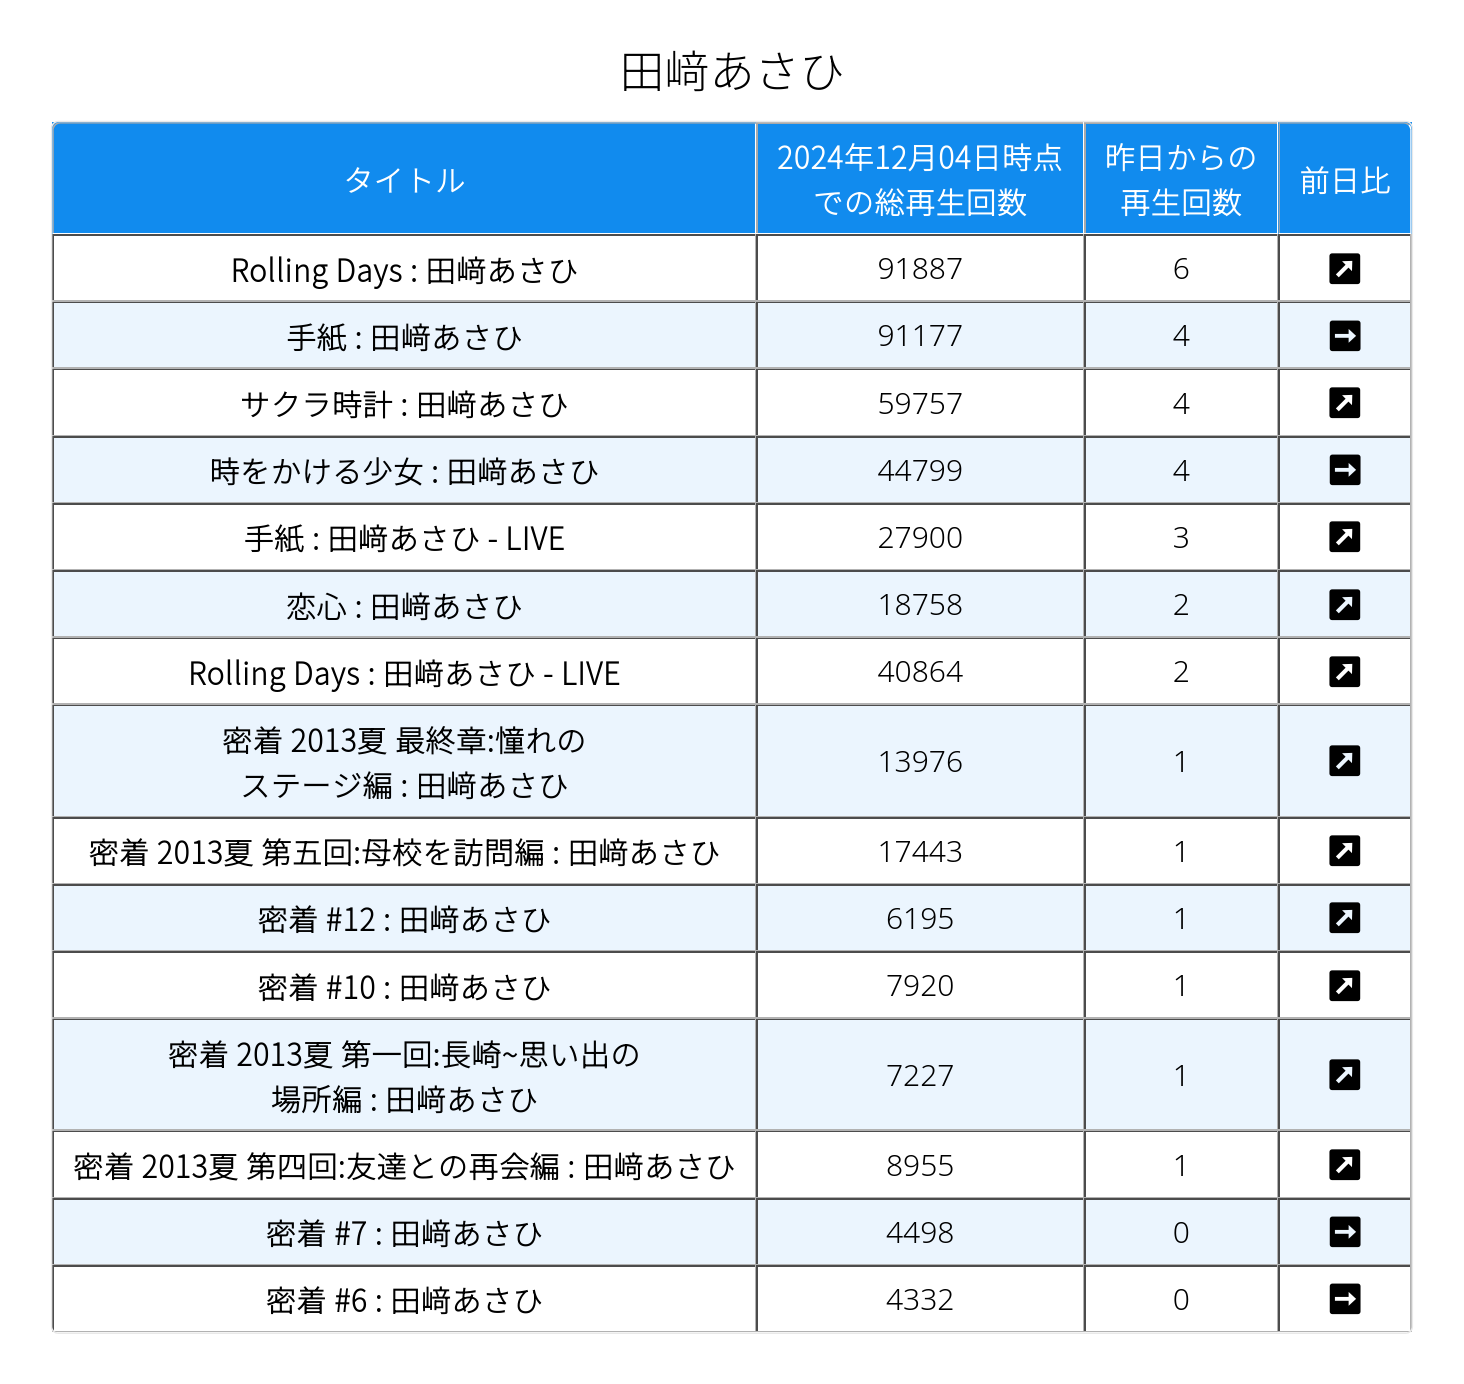 田﨑あさひ
タイトル
2024年12月04日時点
での総再生回数
昨日からの
再生回数
前日比
Rolling Days : 田﨑あさひ 91887 6 ↗
手紙 : 田﨑あさひ 91177 4 ➡
サクラ時計 : 田﨑あさひ 59757 4 ↗
時をかける少女 : 田﨑あさひ 44799 4 ➡
手紙 : 田﨑あさひ - LIVE 27900 3 ↗
恋心 : 田﨑あさひ 18758 2 ↗
Rolling Days : 田﨑あさひ - LIVE 40864 2 ↗
密着 2013夏 最終章:憧れの
ステージ編 : 田﨑あさひ 13976 1 ↗
密着 2013夏 第五回:母校を訪問編 : 田﨑あさひ 17443 1 ↗
密着 #12 : 田﨑あさひ 6195 1 ↗
密着 #10 : 田﨑あさひ 7920 1 ↗
密着 2013夏 第一回:長崎~思い出の
場所編 : 田﨑あさひ 7227 1 ↗
密着 2013夏 第四回:友達との再会編 : 田﨑あさひ 8955 1 ↗
密着 #7 : 田﨑あさひ 4498 0 ➡
密着 #6 : 田﨑あさひ 4332 0 ➡